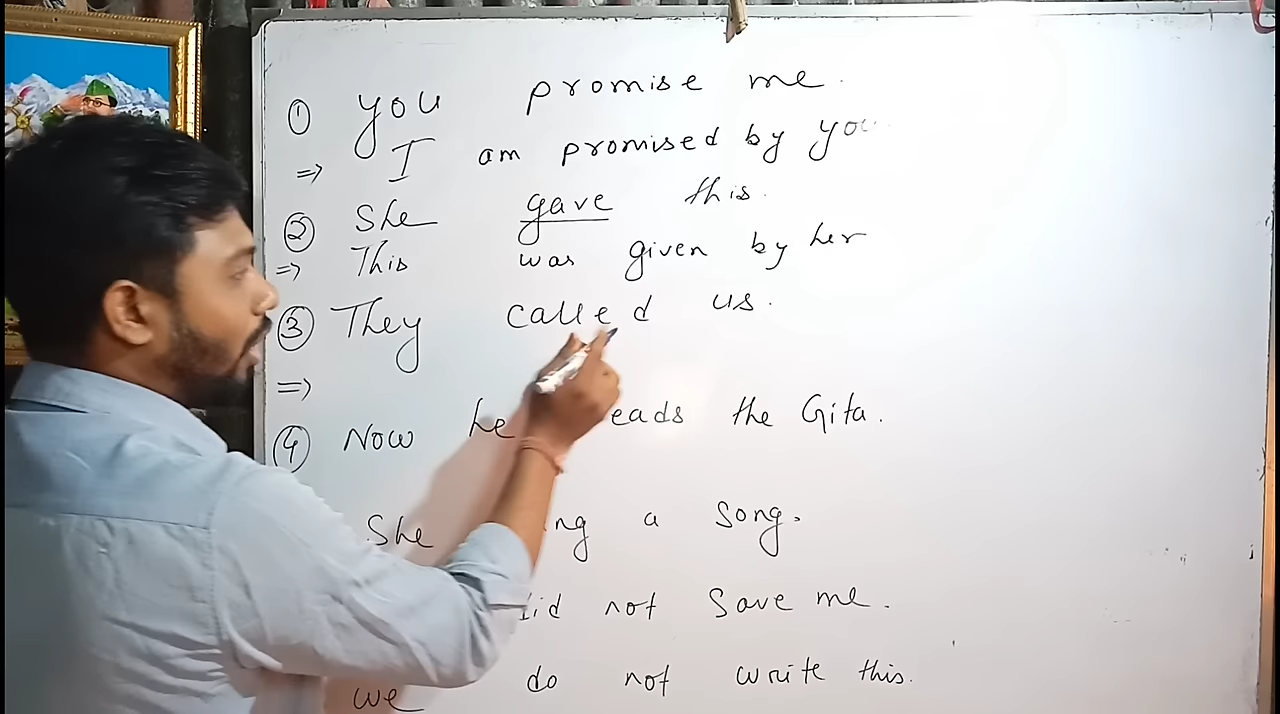 ① You promise me.
⇒ I am promised by you
② She gave this.
⇒ This was given by her
③ They called us.
⇒
④ Now he the Gita.
She a song.
not save me.
we do not write this.